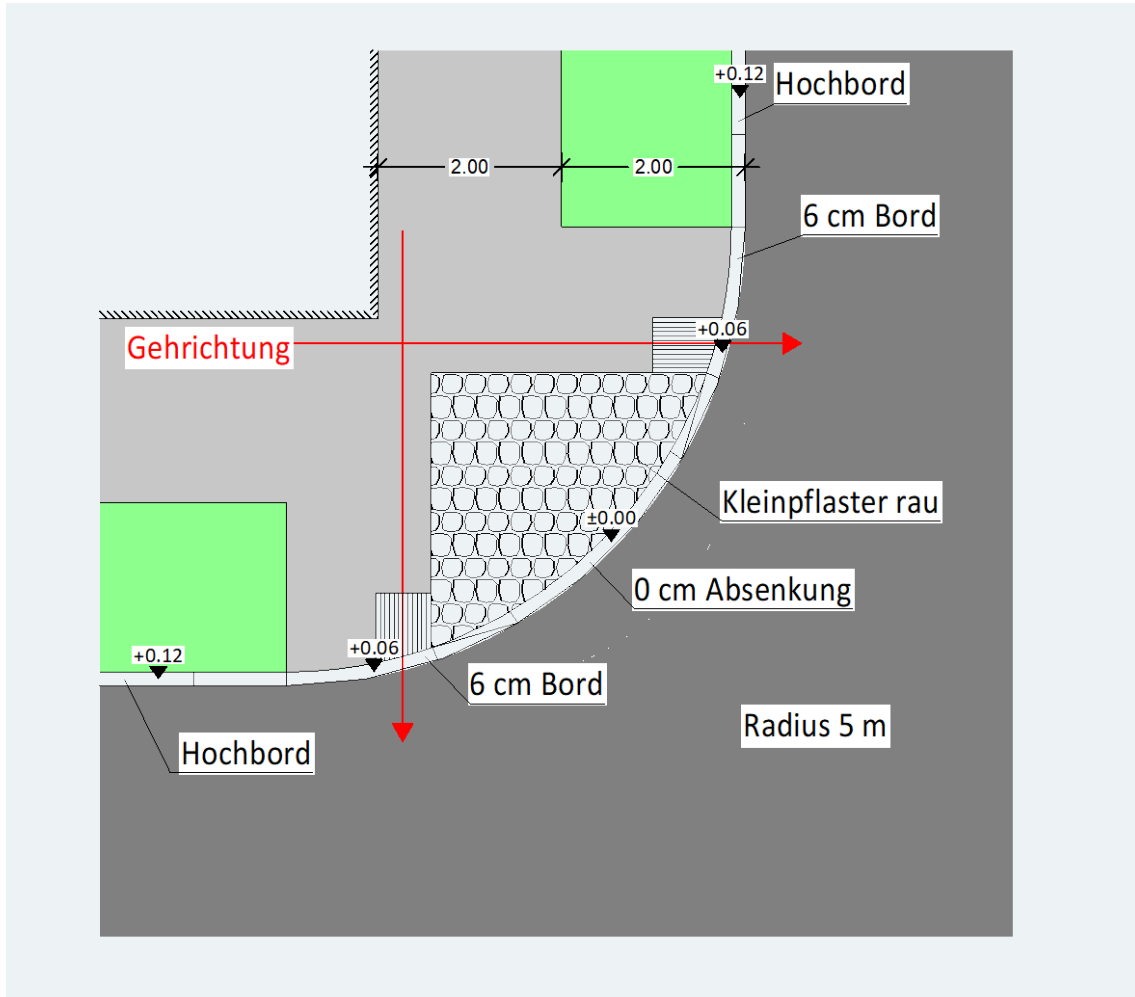 +0.12
Hochbord
2.00
2.00
6 cm Bord
+0.06
Gehrichtung
Kleinpflaster rau
±0.00
0 cm Absenkung
+0.06
+0.12
6 cm Bord
Radius 5 m
Hochbord